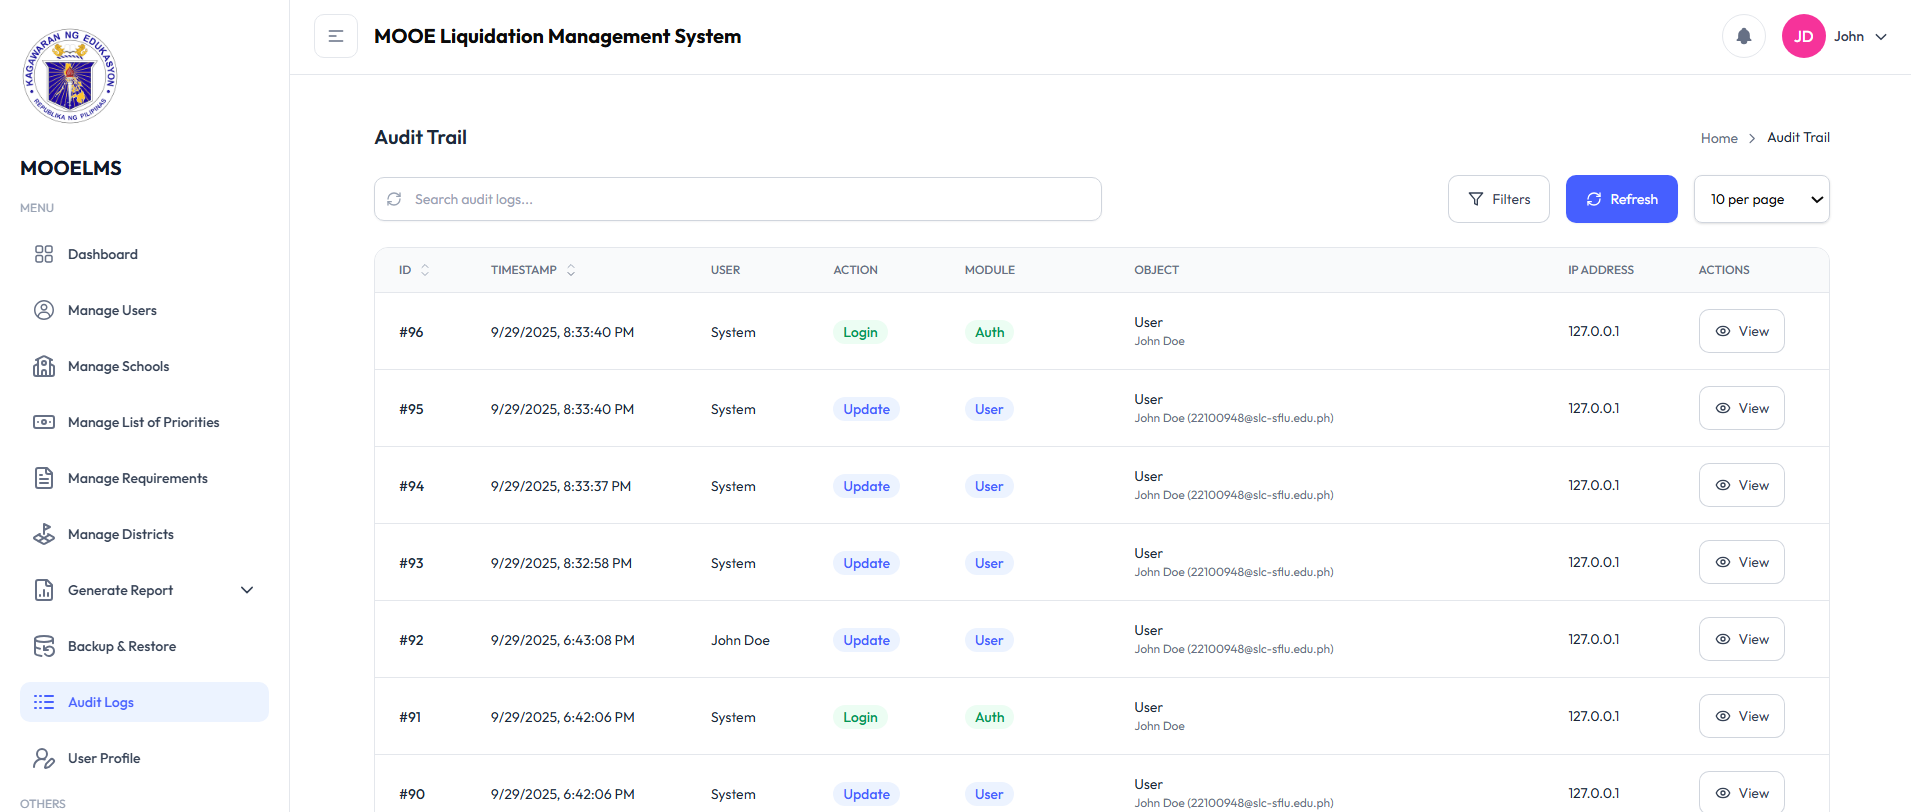 KAGAWARAN NG EDUKASYON
REPUBLIKA NG PILIPINAS
MOOELMS
MENU
Dashboard
Manage Users
Manage Schools
Manage List of Priorities
Manage Requirements
Manage Districts
Generate Report
Backup & Restore
Audit Logs
User Profile
OTHERS
MOOE Liquidation Management System
JD John
Audit Trail
Home > Audit Trail
Search audit logs...
Filters Refresh 10 per page
ID TIMESTAMP USER ACTION MODULE OBJECT IP ADDRESS ACTIONS
#96 9/29/2025, 8:33:40 PM System Login Auth User 127.0.0.1 View
John Doe
#95 9/29/2025, 8:33:40 PM System Update User User 127.0.0.1 View
John Doe (22100948@slc-sflu.edu.ph)
#94 9/29/2025, 8:33:37 PM System Update User User 127.0.0.1 View
John Doe (22100948@slc-sflu.edu.ph)
#93 9/29/2025, 8:32:58 PM System Update User User 127.0.0.1 View
John Doe (22100948@slc-sflu.edu.ph)
#92 9/29/2025, 6:43:08 PM John Doe Update User User 127.0.0.1 View
John Doe (22100948@slc-sflu.edu.ph)
#91 9/29/2025, 6:42:06 PM System Login Auth User 127.0.0.1 View
John Doe
#90 9/29/2025, 6:42:06 PM System Update User User 127.0.0.1 View
John Doe (22100948@slc-sflu.edu.ph)